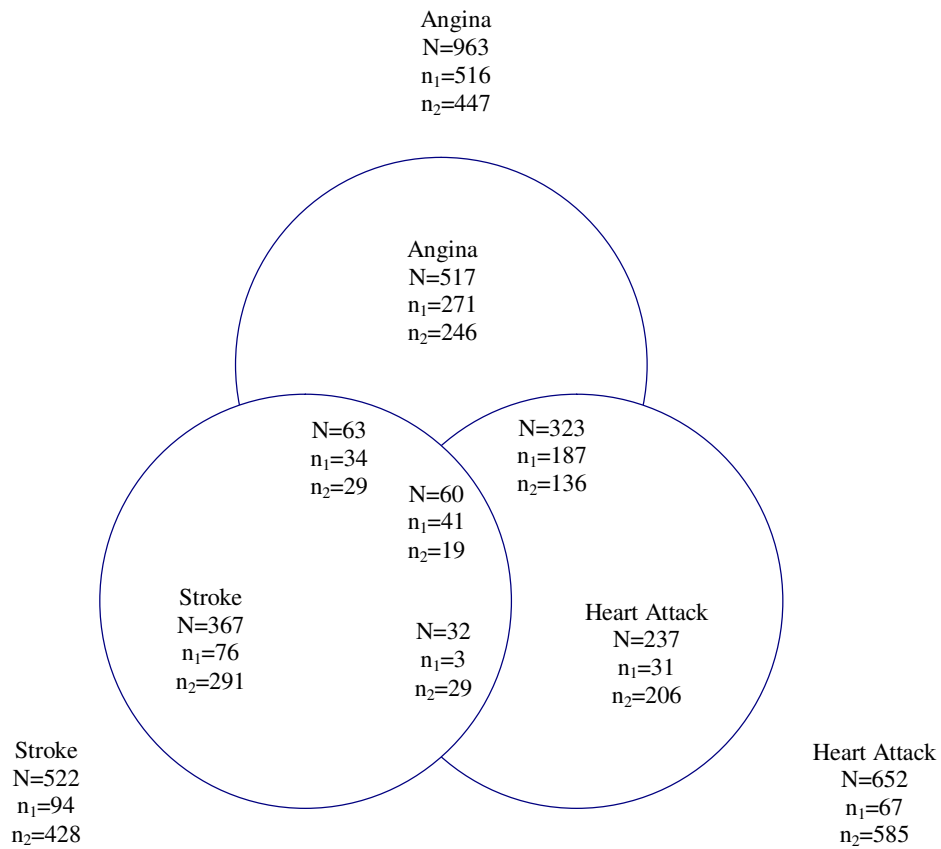 Angina
N=963
n₁=516
n₂=447
Angina
N=517
n₁=271
n₂=246
N=63
n₁=34
n₂=29
N=323
n₁=187
n₂=136
N=60
n₁=41
n₂=19
Stroke
N=367
n₁=76
n₂=291
N=32
n₁=3
n₂=29
Heart Attack
N=237
n₁=31
n₂=206
Stroke
N=522
n₁=94
n₂=428
Heart Attack
N=652
n₁=67
n₂=585